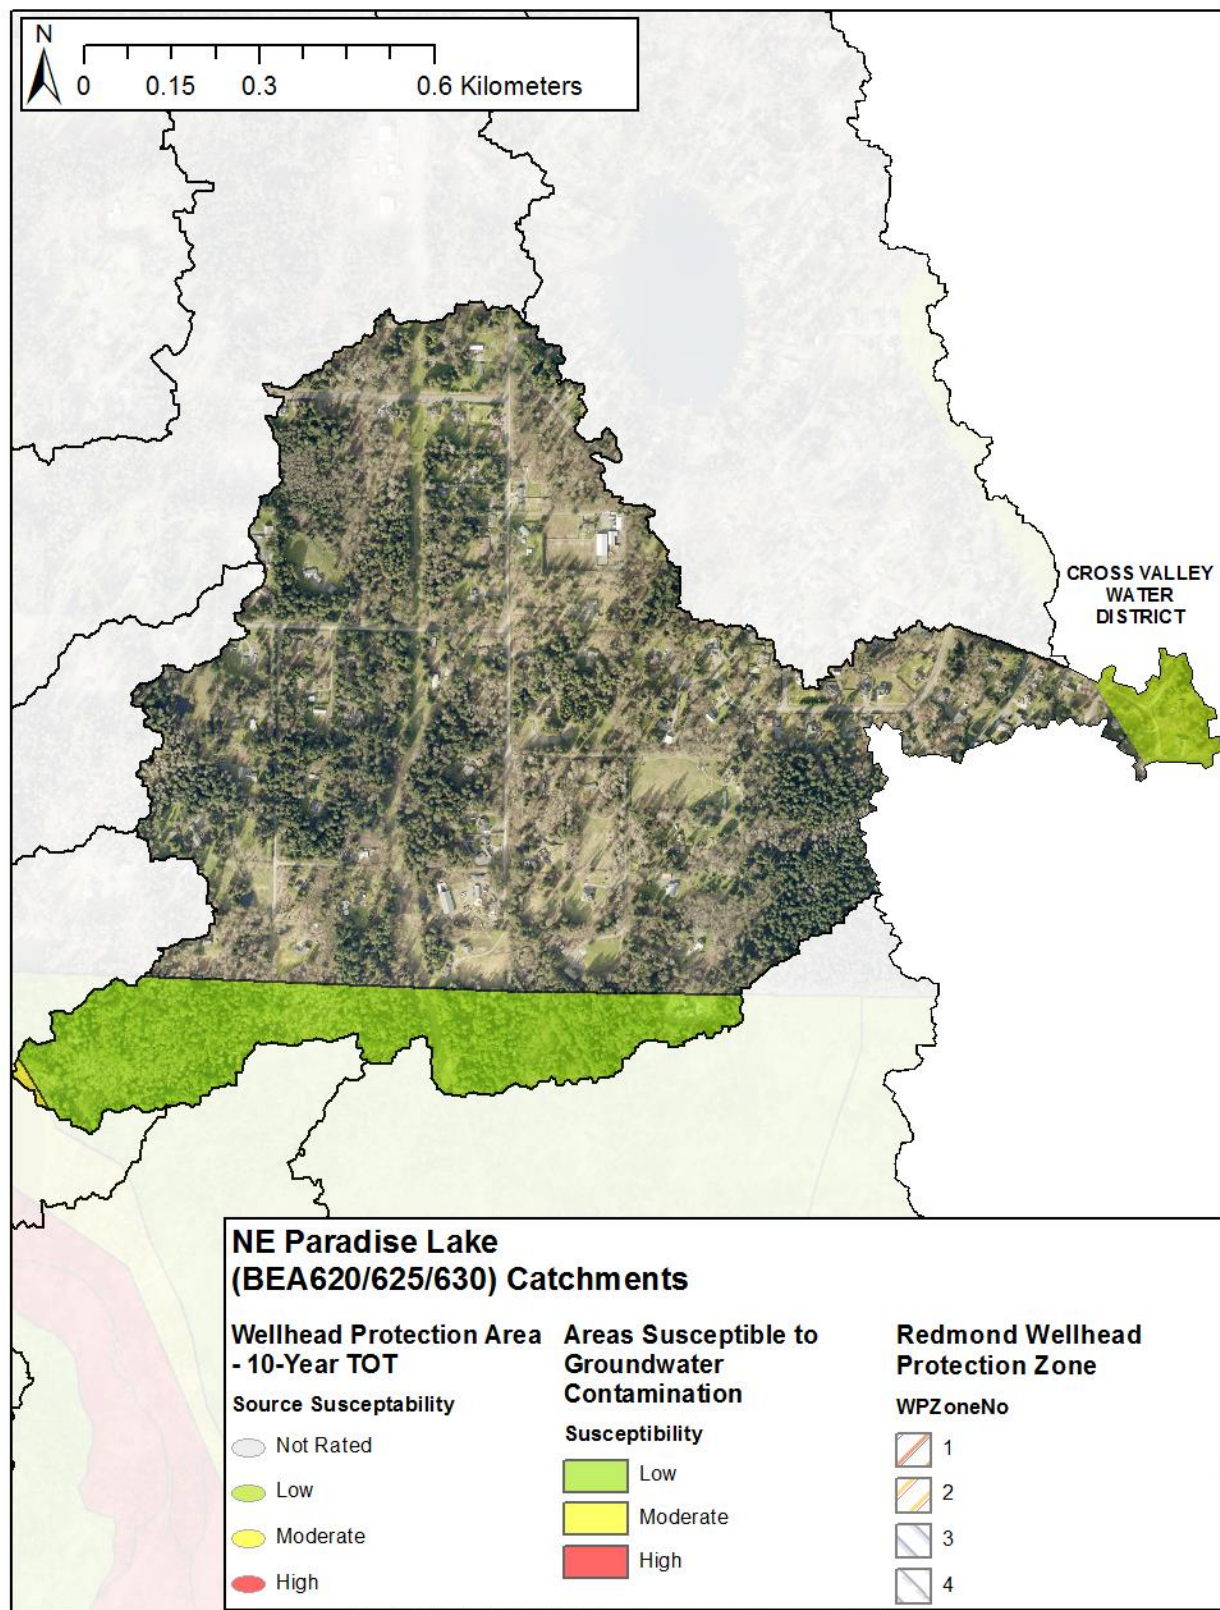 N
0 0.15 0.3 0.6 Kilometers
CROSS VALLEY
WATER
DISTRICT
NE Paradise Lake
(BEA620/625/630) Catchments
Wellhead Protection Area
- 10-Year TOT
Source Susceptability
Not Rated
Low
Moderate
High
Areas Susceptible to
Groundwater
Contamination
Susceptibility
Low
Moderate
High
Redmond Wellhead
Protection Zone
WPZoneNo
1
2
3
4